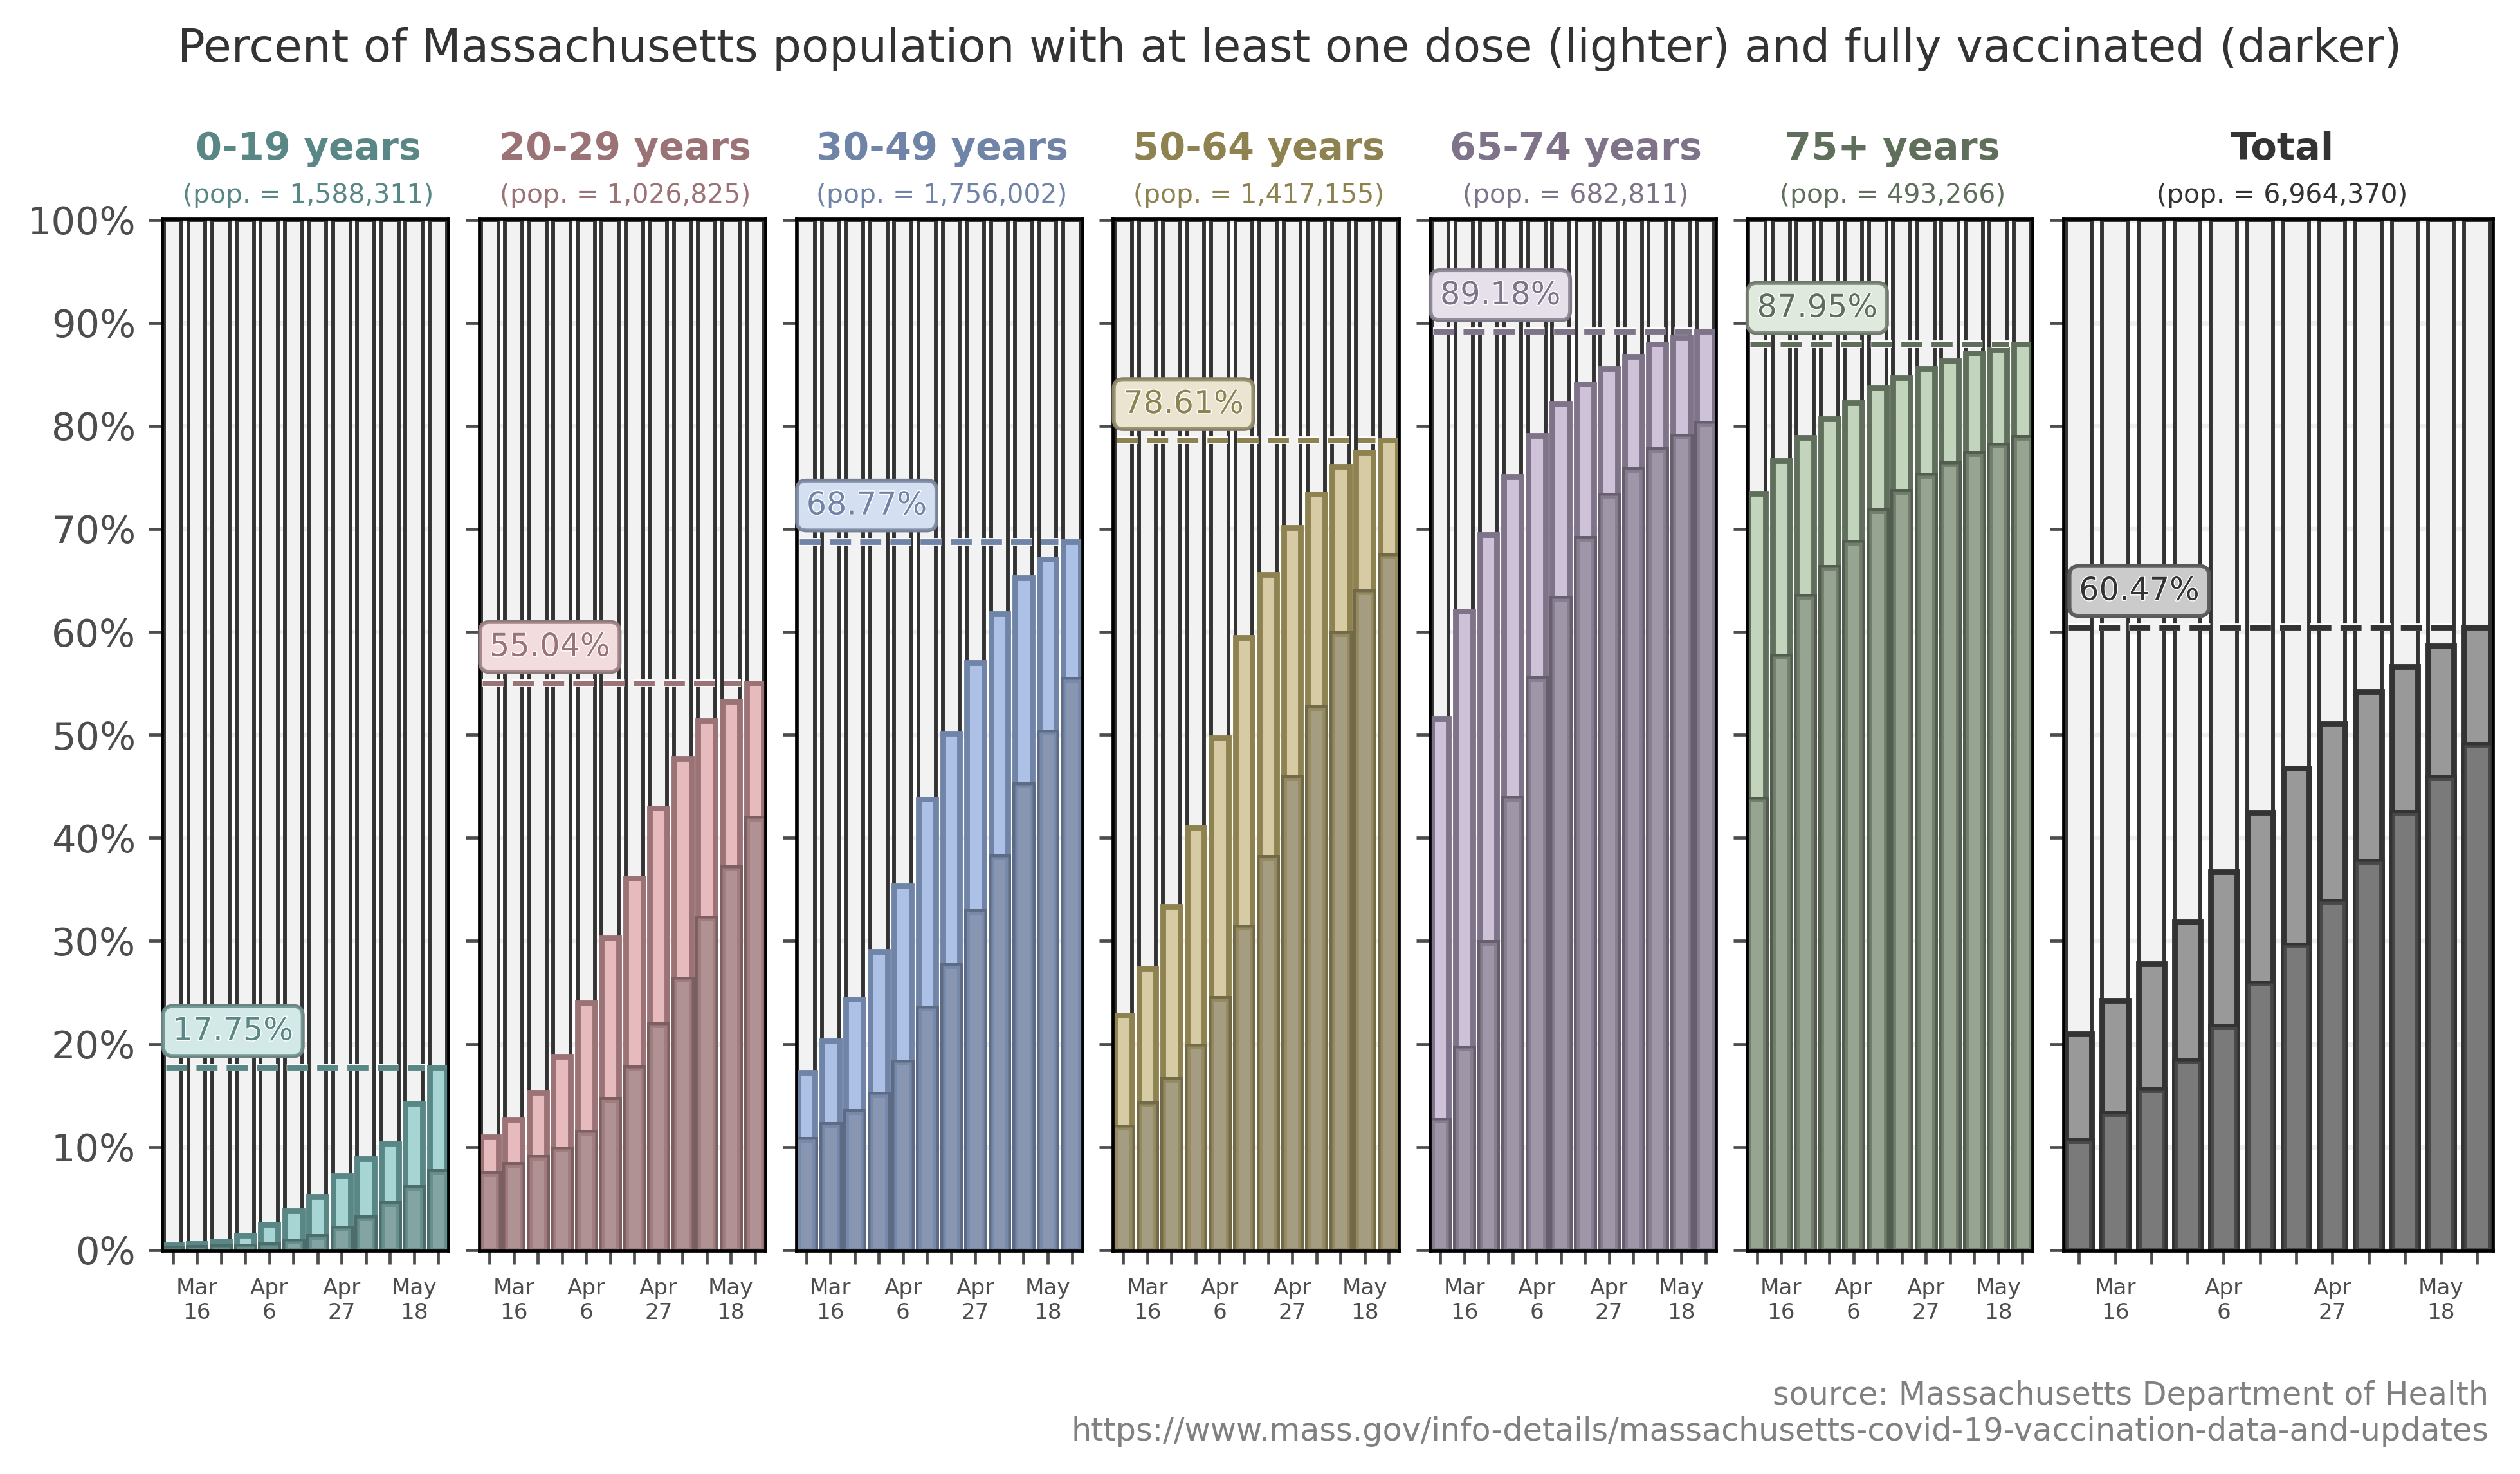 Percent of Massachusetts population with at least one dose (lighter) and fully vaccinated (darker)
0-19 years
(pop. = 1,588,311)
20-29 years
(pop. = 1,026,825)
30-49 years
(pop. = 1,756,002)
50-64 years
(pop. = 1,417,155)
65-74 years
(pop. = 682,811)
75+ years
(pop. = 493,266)
Total
(pop. = 6,964,370)
100%
90%
80%
70%
60%
50%
40%
30%
20%
10%
0%
17.75%
55.04%
68.77%
78.61%
89.18%
87.95%
60.47%
Mar
16
Apr
6
Apr
27
May
18
Mar
16
Apr
6
Apr
27
May
18
Mar
16
Apr
6
Apr
27
May
18
Mar
16
Apr
6
Apr
27
May
18
Mar
16
Apr
6
Apr
27
May
18
Mar
16
Apr
6
Apr
27
May
18
Mar
16
Apr
6
Apr
27
May
18
source: Massachusetts Department of Health
https://www.mass.gov/info-details/massachusetts-covid-19-vaccination-data-and-updates